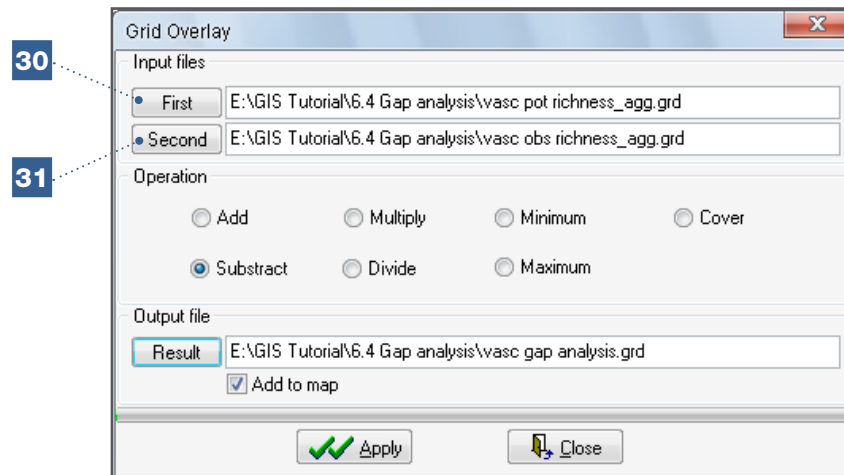 Grid Overlay
X
Input files
30
First E:\GIS Tutorial\6.4 Gap analysis\vasc pot richness_agg.grd
Second E:\GIS Tutorial\6.4 Gap analysis\vasc obs richness_agg.grd
31
Operation
Add Multiply Minimum Cover
Substract Divide Maximum
Output file
Result E:\GIS Tutorial\6.4 Gap analysis\vasc gap analysis.grd
Add to map
Apply Close